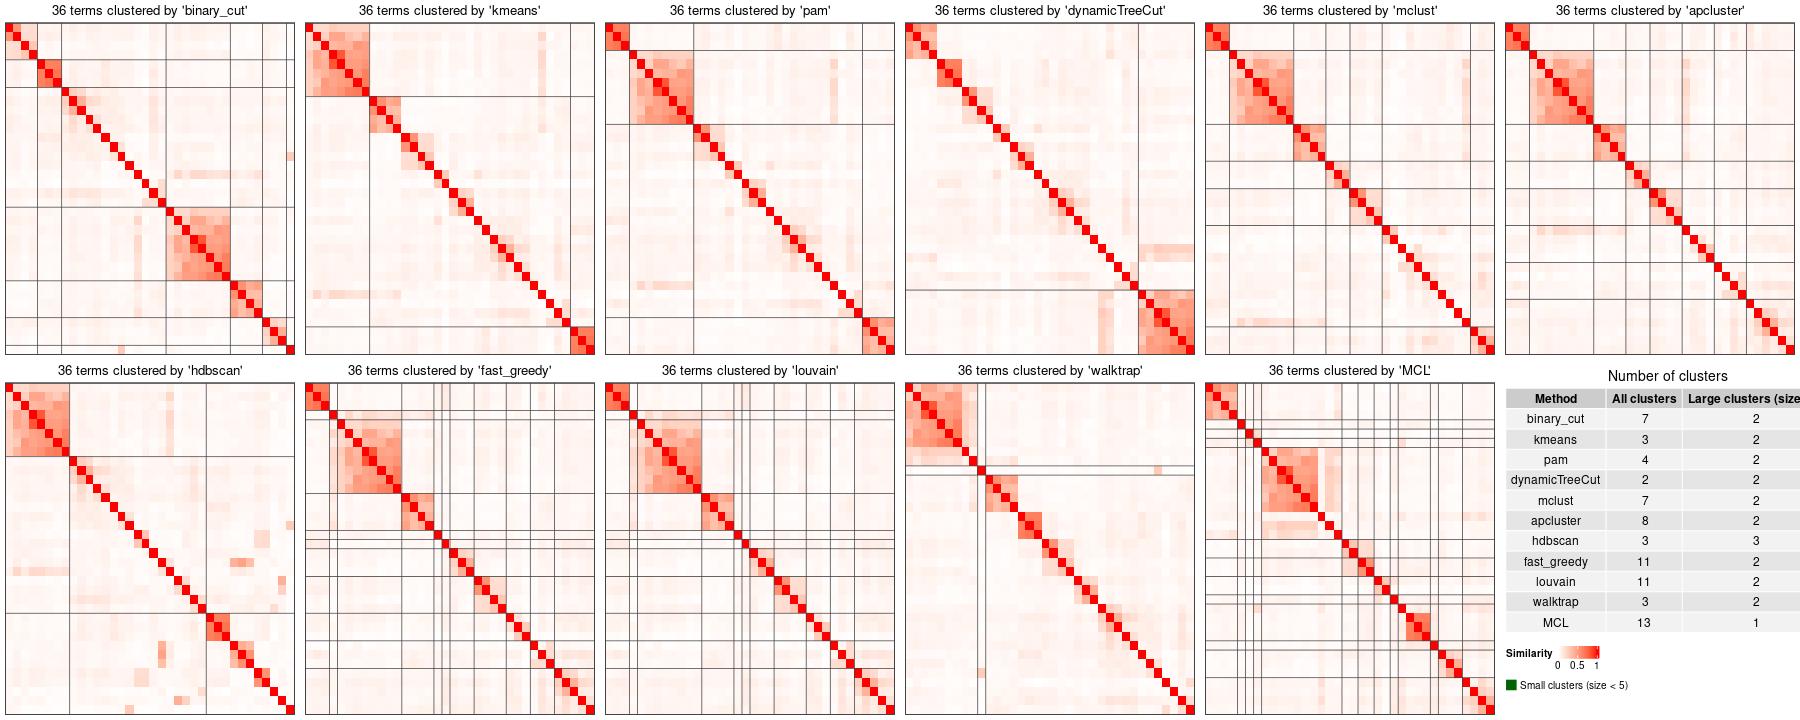 36 terms clustered by 'binary_cut'
36 terms clustered by 'kmeans'
36 terms clustered by 'pam'
36 terms clustered by 'dynamicTreeCut'
36 terms clustered by 'mclust'
36 terms clustered by 'apcluster'
36 terms clustered by 'hdbscan'
36 terms clustered by 'fast_greedy'
36 terms clustered by 'louvain'
36 terms clustered by 'walktrap'
36 terms clustered by 'MCL'
Number of clusters
Method All clusters Large clusters (size
binary_cut 7 2
kmeans 3 2
pam 4 2
dynamicTreeCut 2 2
mclust 7 2
apcluster 8 2
hdbscan 3 3
fast_greedy 11 2
louvain 11 2
walktrap 3 2
MCL 13 1
Similarity
0 0.5 1
Small clusters (size < 5)